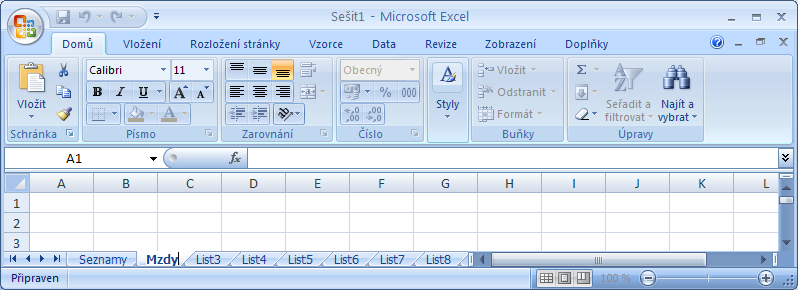 Sešit1 - Microsoft Excel
Domů Vložení Rozložení stránky Vzorce Data Revize Zobrazení Doplňky
Vložit
Schránka
Calibri 11
B I U A A
Písmo
Zarovnání
Obecný
% 000
,00 ,0
Číslo
Styly
Vložit
Odstranit
Formát
Buňky
Σ
Seřadit a
filtrovat
Najít a
vybrat
Úpravy
A1 fx
A B C D E F G H I J K L
1
2
3
Seznamy Mzdy List3 List4 List5 List6 List7 List8
Připraven 100 %